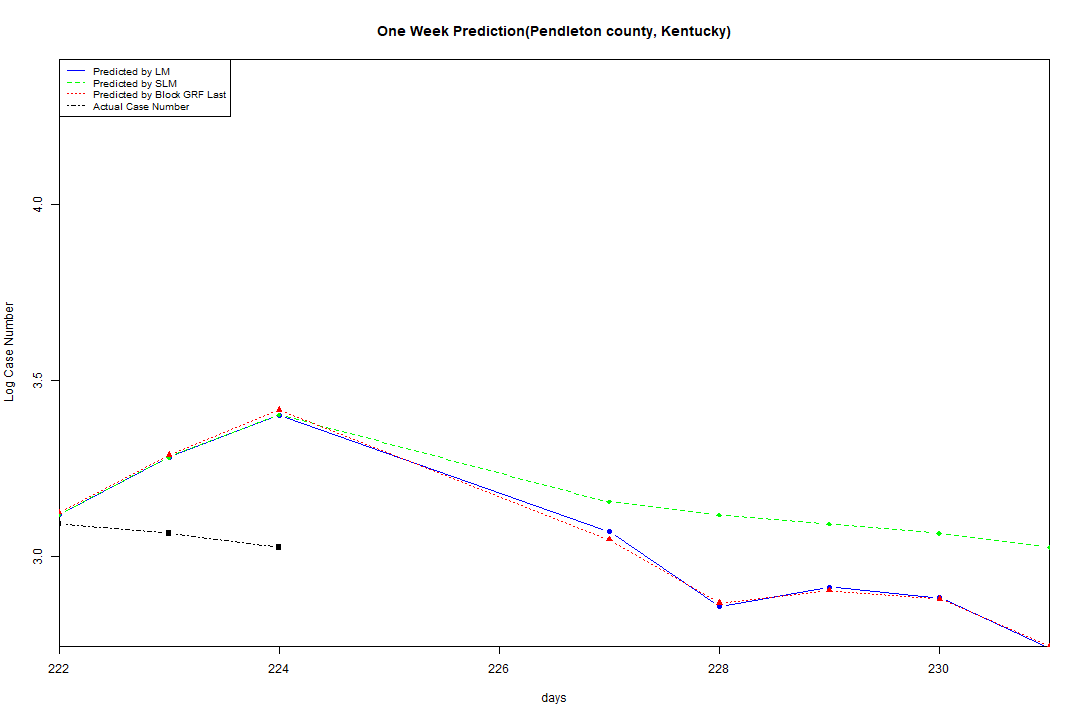 One Week Prediction(Pendleton county, Kentucky)
Predicted by LM
Predicted by SLM
Predicted by Block GRF Last
Actual Case Number
Log Case Number
4.0
3.5
3.0
222
224
226
228
230
days